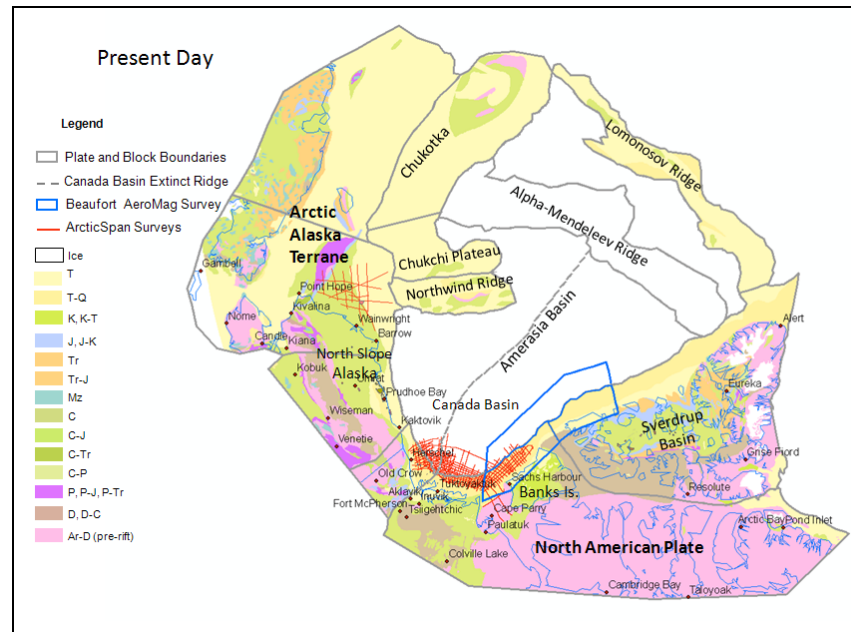 Present Day
Legend
Plate and Block Boundaries
Canada Basin Extinct Ridge
Beaufort AeroMag Survey
ArcticSpan Surveys
Ice
T
T-Q
K, K-T
J, J-K
Tr
Tr-J
Mz
C
C-J
C-Tr
C-P
P, P-J, P-Tr
D, D-C
Ar-D (pre-rift)
Chukotka
Lomonosov Ridge
Alpha-Mendeleev Ridge
Arctic
Alaska
Terrane
Chukchi Plateau
Northwind Ridge
Amerasia Basin
Canada Basin
Gambell
Point Hope
Kivalina
Nome
Candle
Kiana
Wainwright
Barrow
North Slope
Alaska
Kobuk
Umiat
Prudhoe Bay
Wiseman
Kaktovik
Venetie
Herschel
Old Crow
Aklavik
Inuvik
Tuktoyaktuk
Fort McPherson
Tsiigehtchic
Sachs Harbour
Banks Is.
Cape Parry
Paulatuk
Colville Lake
Alert
Eureka
Sverdrup
Basin
Grise Fiord
Resolute
Arctic Bay
Pond Inlet
North American Plate
Cambridge Bay
Taloyoak